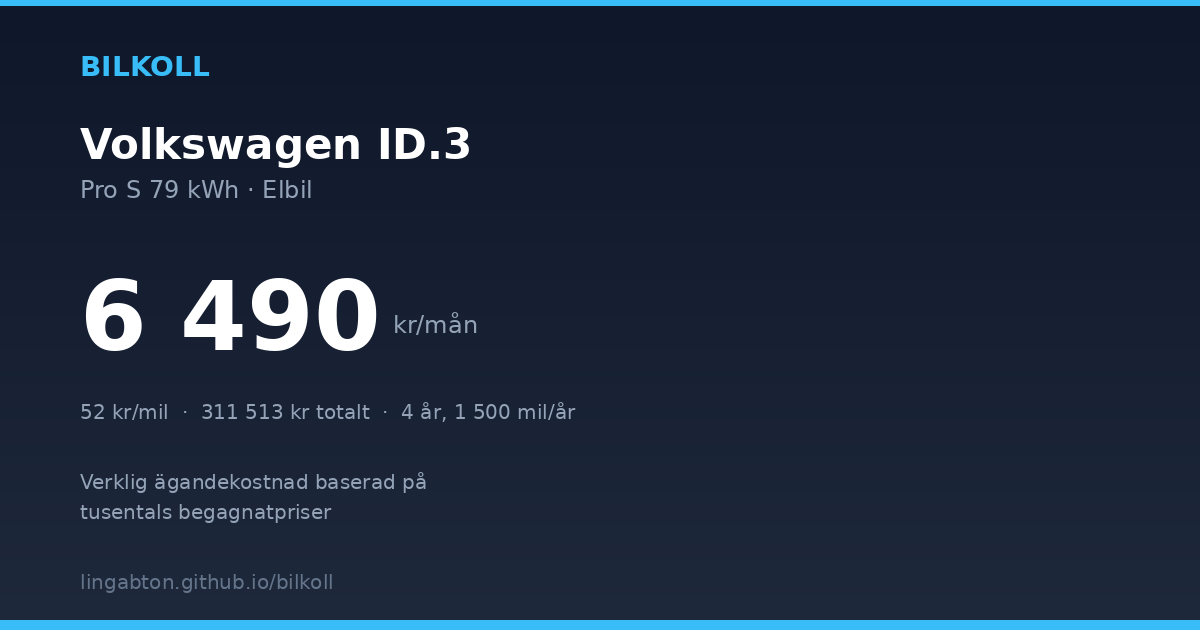 BILKOLL
Volkswagen ID.3
Pro S 79 kWh · Elbil
6 490 kr/mån
52 kr/mil · 311 513 kr totalt · 4 år, 1 500 mil/år
Verklig ägandekostnad baserad på
tusentals begagnatpriser
lingabton.github.io/bilkoll